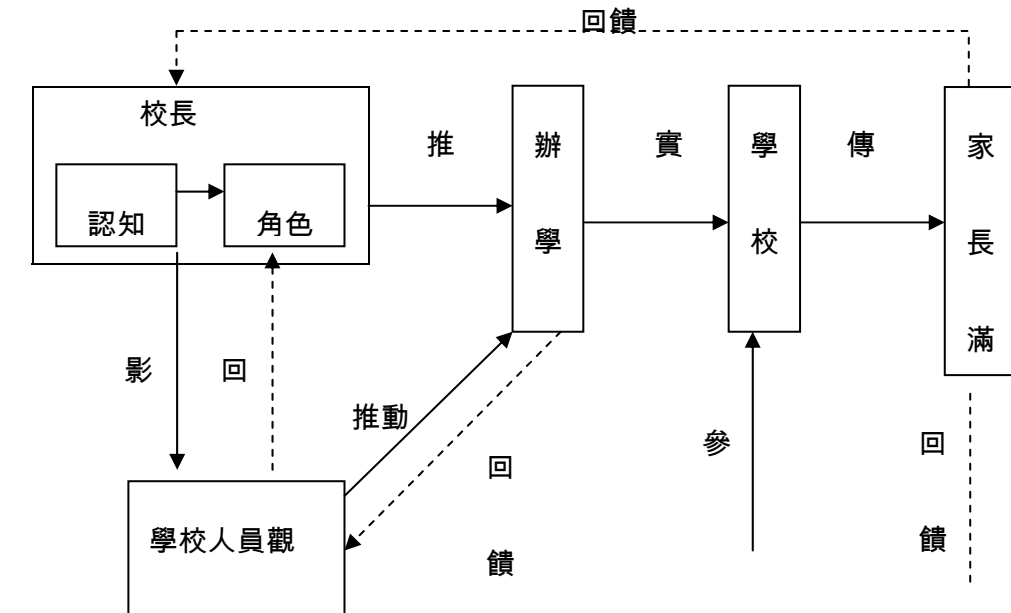 回饋
校長
認知
角色
推
辦學
實
學校
傳
家長滿
影
回
推動
回饋
參
回饋
學校人員觀